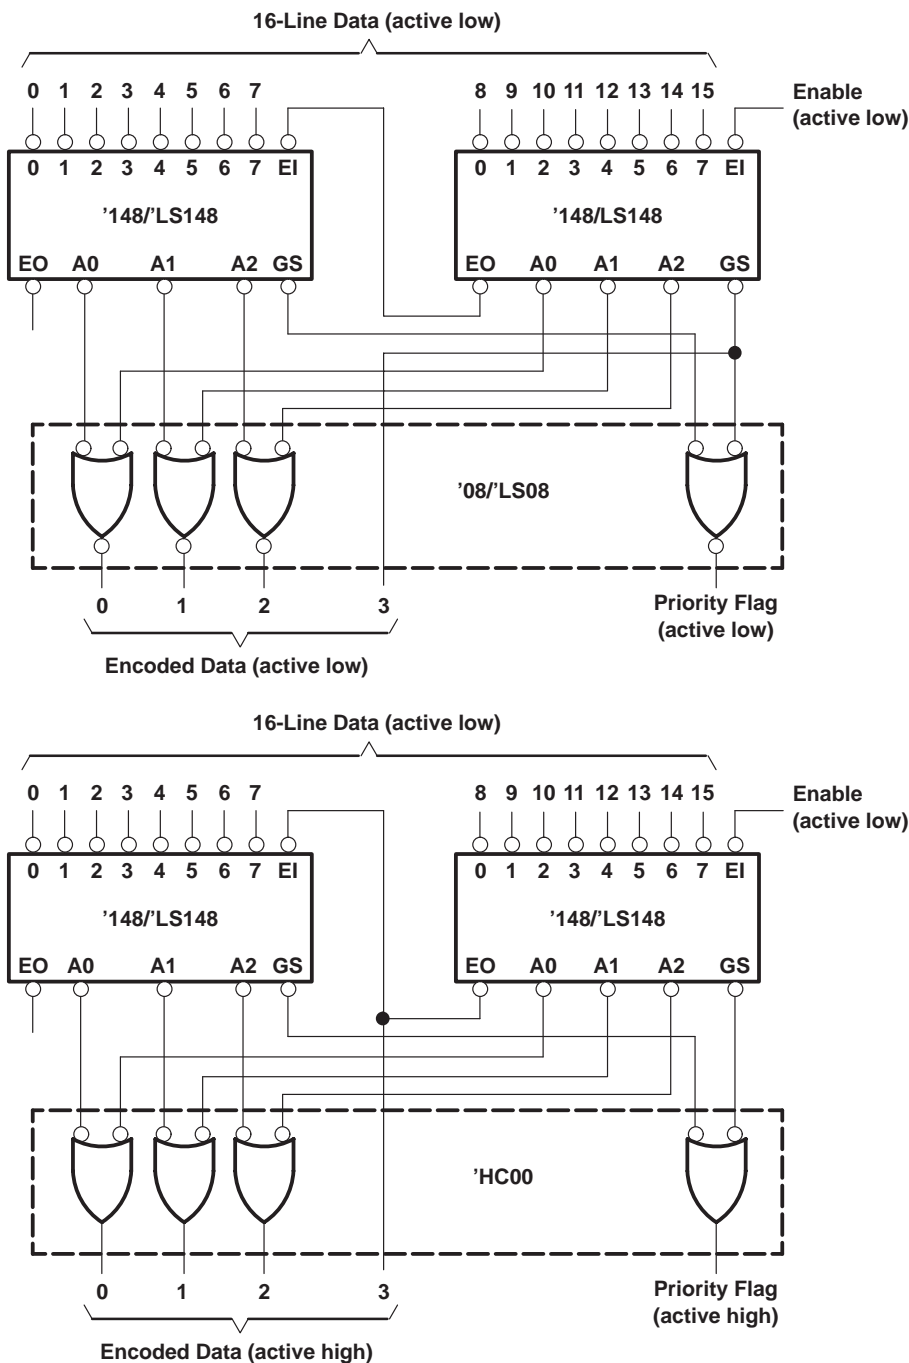 16-Line Data (active low)
0 1 2 3 4 5 6 7 8 9 10 11 12 13 14 15 Enable
(active low)
0 1 2 3 4 5 6 7 EI 0 1 2 3 4 5 6 7 EI
’148/’LS148 ’148/LS148
EO A0 A1 A2 GS EO A0 A1 A2 GS
’08/’LS08
0 1 2 3 Priority Flag
(active low)
Encoded Data (active low)
16-Line Data (active low)
0 1 2 3 4 5 6 7 8 9 10 11 12 13 14 15 Enable
(active low)
0 1 2 3 4 5 6 7 EI 0 1 2 3 4 5 6 7 EI
’148/’LS148 ’148/’LS148
EO A0 A1 A2 GS EO A0 A1 A2 GS
’HC00
0 1 2 3 Priority Flag
(active high)
Encoded Data (active high)